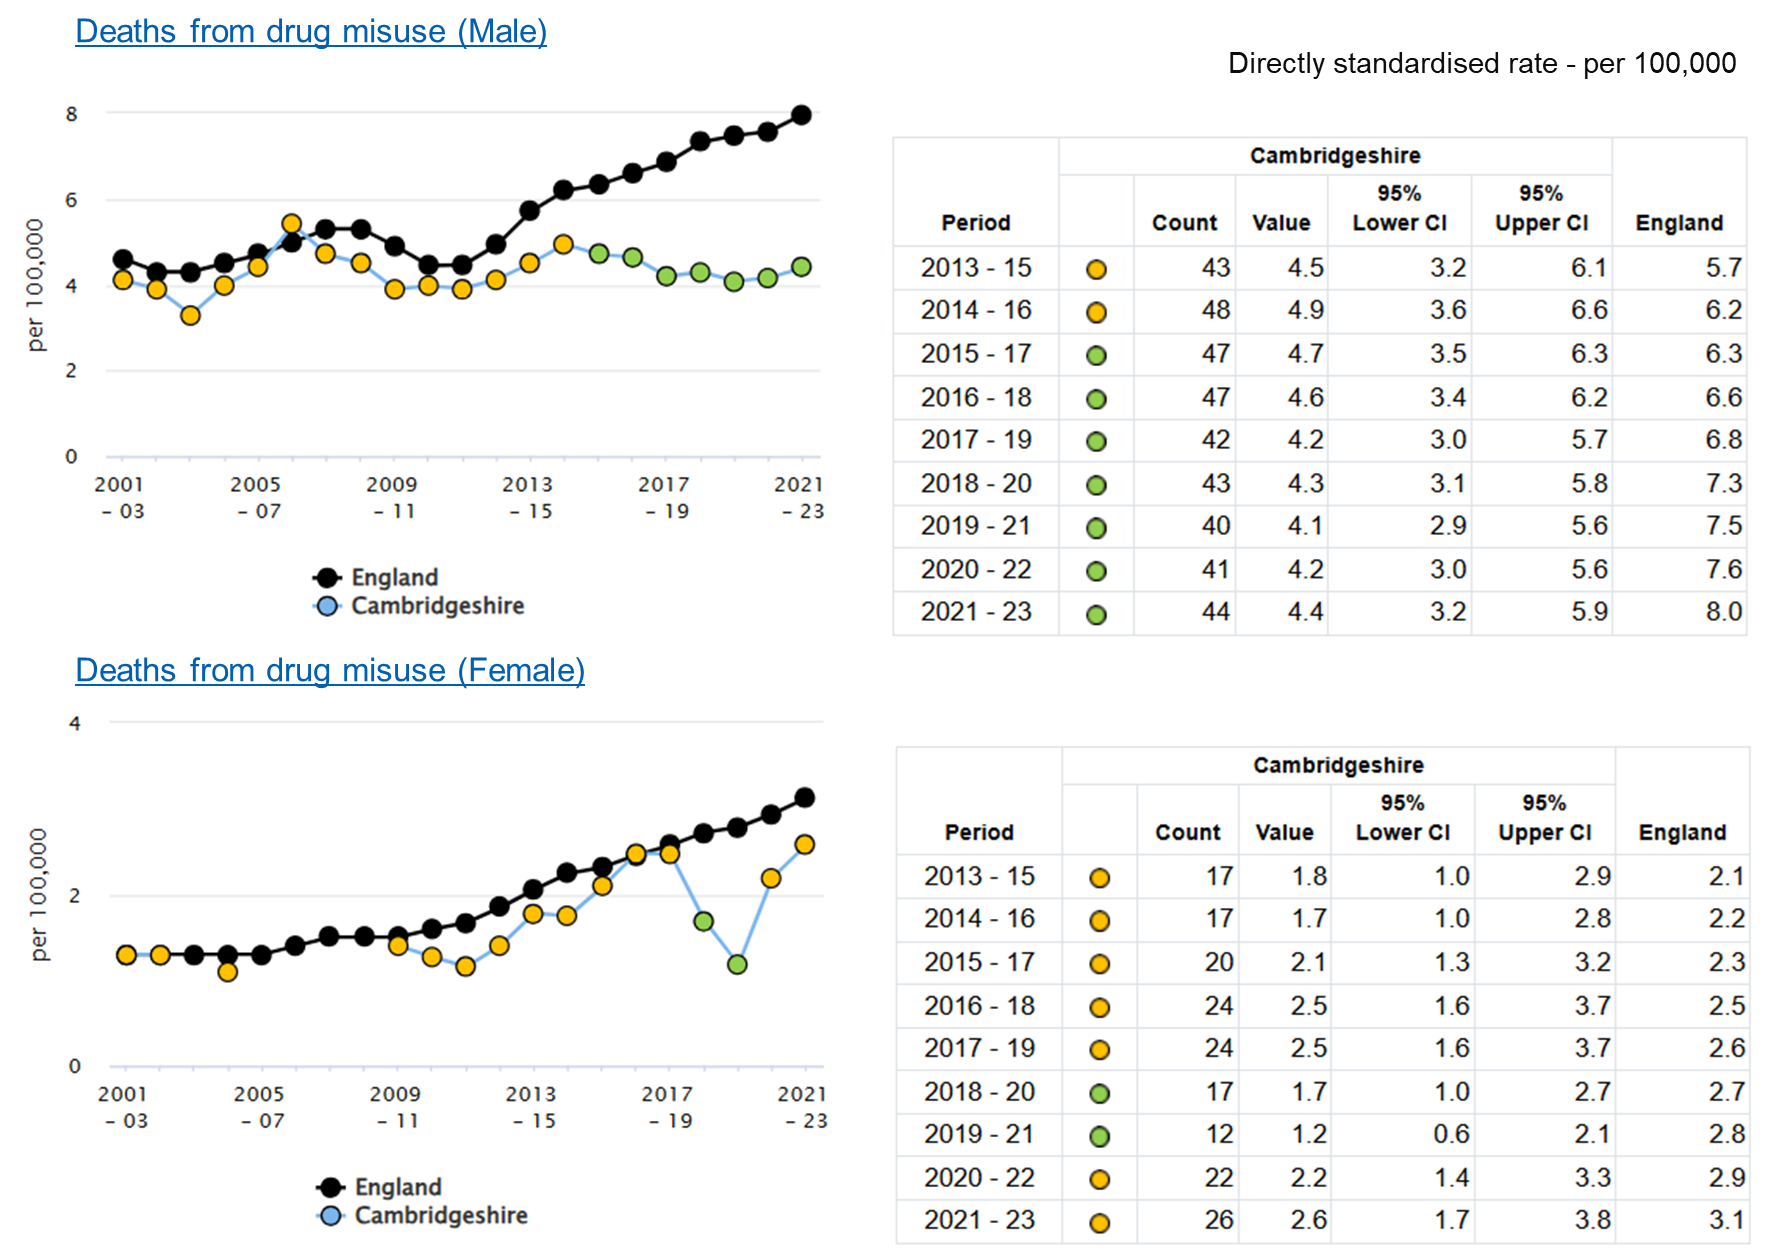 Deaths from drug misuse (Male)
Directly standardised rate - per 100,000
8
6
4
2
0
per 100,000
2001 2005 2009 2013 2017 2021
- 03 - 07 - 11 - 15 - 19 - 23
England
Cambridgeshire
Cambridgeshire
95% 95%
Period Count Value Lower CI Upper CI England
2013 - 15 43 4.5 3.2 6.1 5.7
2014 - 16 48 4.9 3.6 6.6 6.2
2015 - 17 47 4.7 3.5 6.3 6.3
2016 - 18 47 4.6 3.4 6.2 6.6
2017 - 19 42 4.2 3.0 5.7 6.8
2018 - 20 43 4.3 3.1 5.8 7.3
2019 - 21 40 4.1 2.9 5.6 7.5
2020 - 22 41 4.2 3.0 5.6 7.6
2021 - 23 44 4.4 3.2 5.9 8.0
Deaths from drug misuse (Female)
4
2
0
per 100,000
2001 2005 2009 2013 2017 2021
- 03 - 07 - 11 - 15 - 19 - 23
England
Cambridgeshire
Cambridgeshire
95% 95%
Period Count Value Lower CI Upper CI England
2013 - 15 17 1.8 1.0 2.9 2.1
2014 - 16 17 1.7 1.0 2.8 2.2
2015 - 17 20 2.1 1.3 3.2 2.3
2016 - 18 24 2.5 1.6 3.7 2.5
2017 - 19 24 2.5 1.6 3.7 2.6
2018 - 20 17 1.7 1.0 2.7 2.7
2019 - 21 12 1.2 0.6 2.1 2.8
2020 - 22 22 2.2 1.4 3.3 2.9
2021 - 23 26 2.6 1.7 3.8 3.1